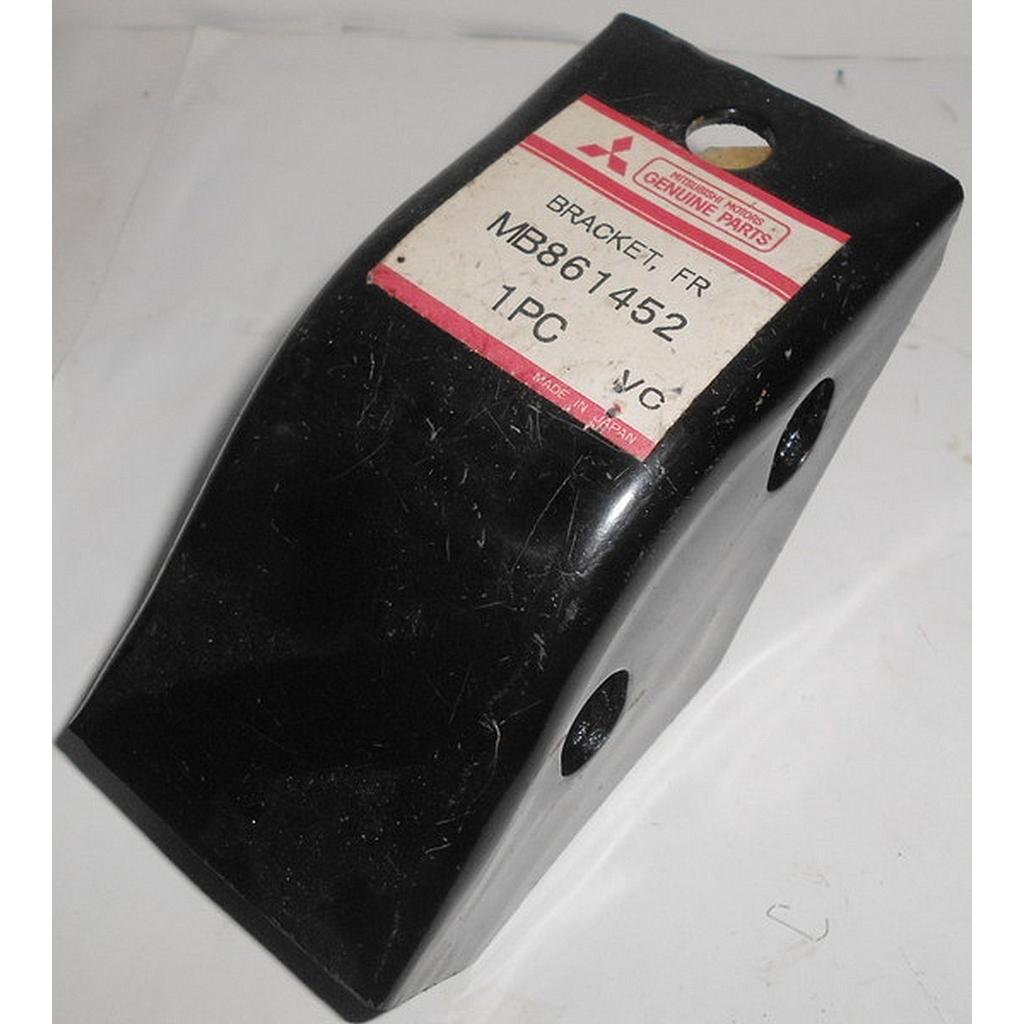 MITSUBISHI MOTORS
GENUINE PARTS
BRACKET, FR
MB861452
1PC
VC
MADE IN JAPAN